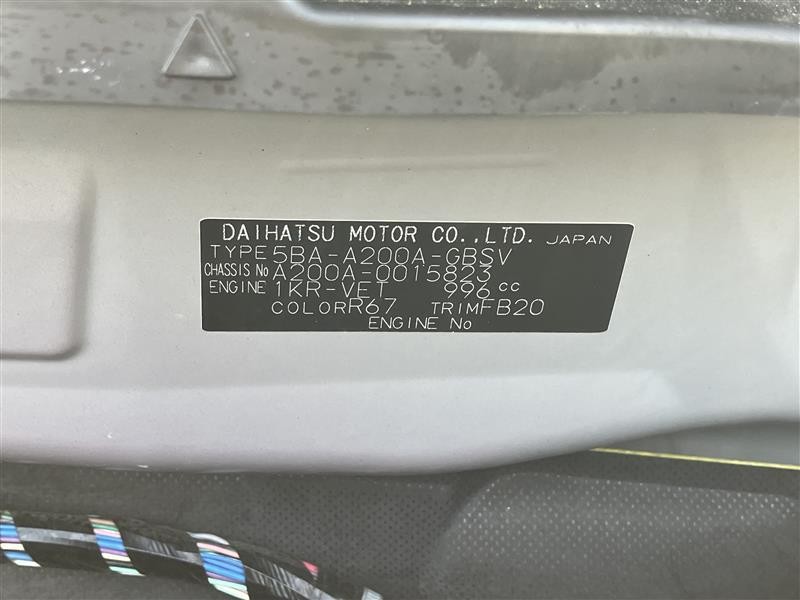 DAIHATSU MOTOR CO.,LTD. JAPAN
TYPE 5BA-A200A-GBSV
CHASSIS No A200A-0015823
ENGINE 1KR-VET 996 cc
COLOR R67 TRIM FB20
ENGINE No